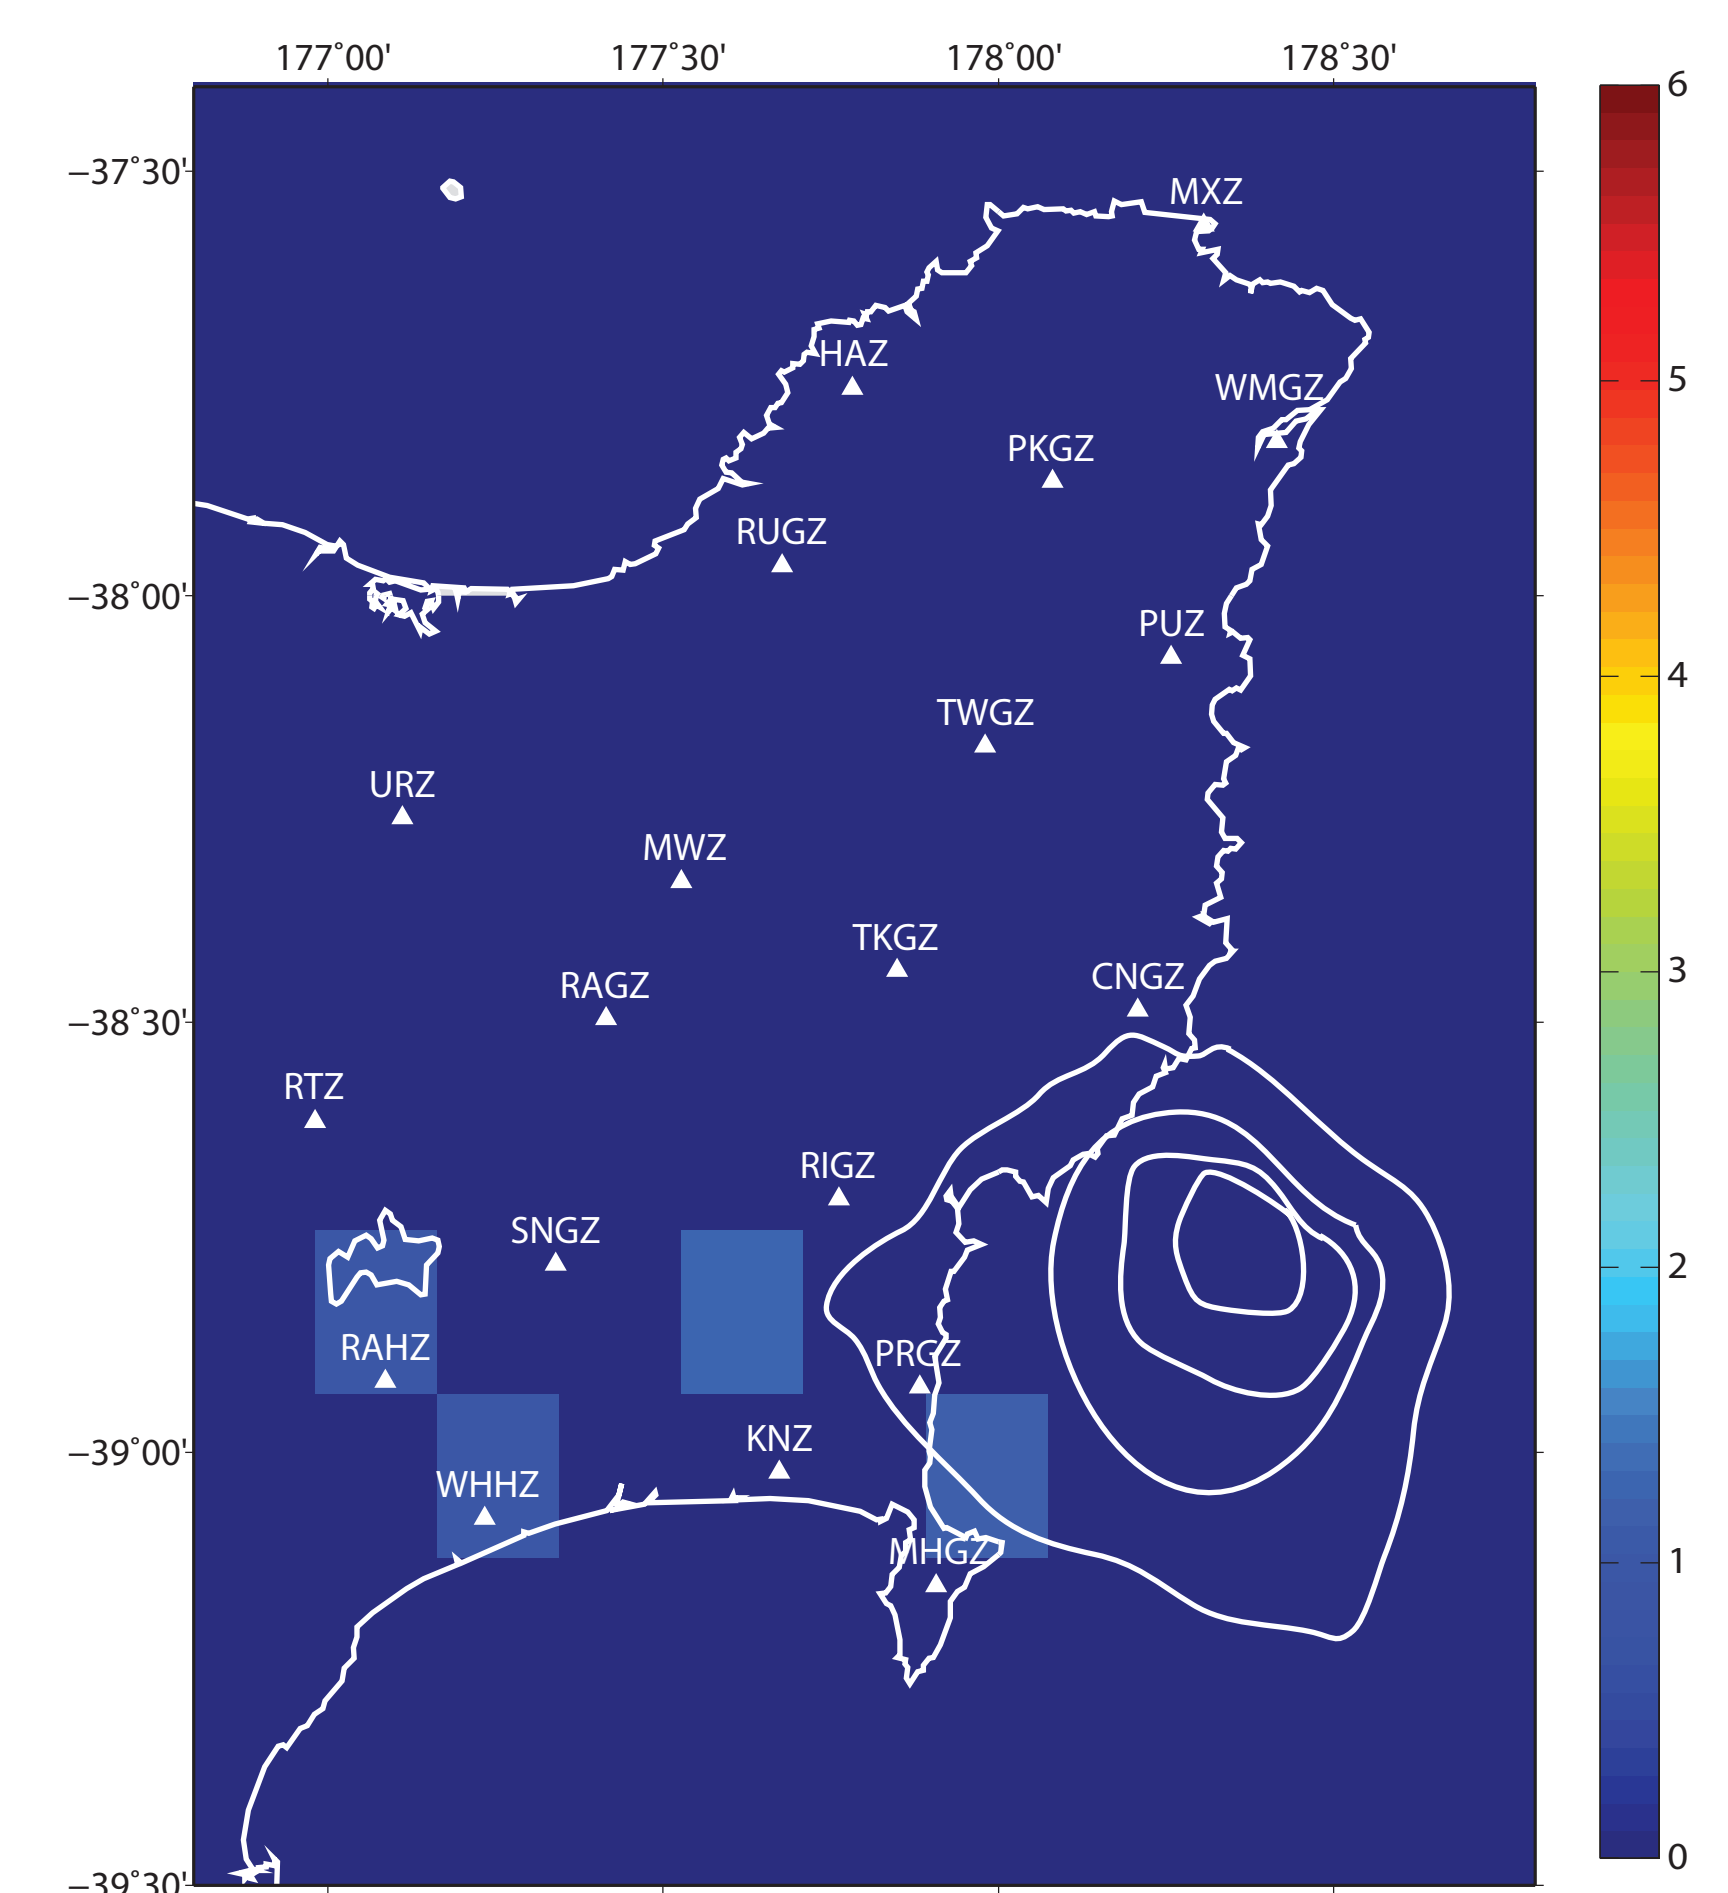 177˚00' 177˚30' 178˚00' 178˚30'
6
−37˚30'
MXZ
HAZ
5
WMGZ
PKGZ
RUGZ
−38˚00'
PUZ
4
TWGZ
URZ
MWZ
TKGZ
3
CNGZ
RAGZ
−38˚30'
RTZ
RIGZ
SNGZ
2
RAHZ
PRGZ
KNZ
−39˚00'
WHHZ
MHGZ
1
0
−39˚30'